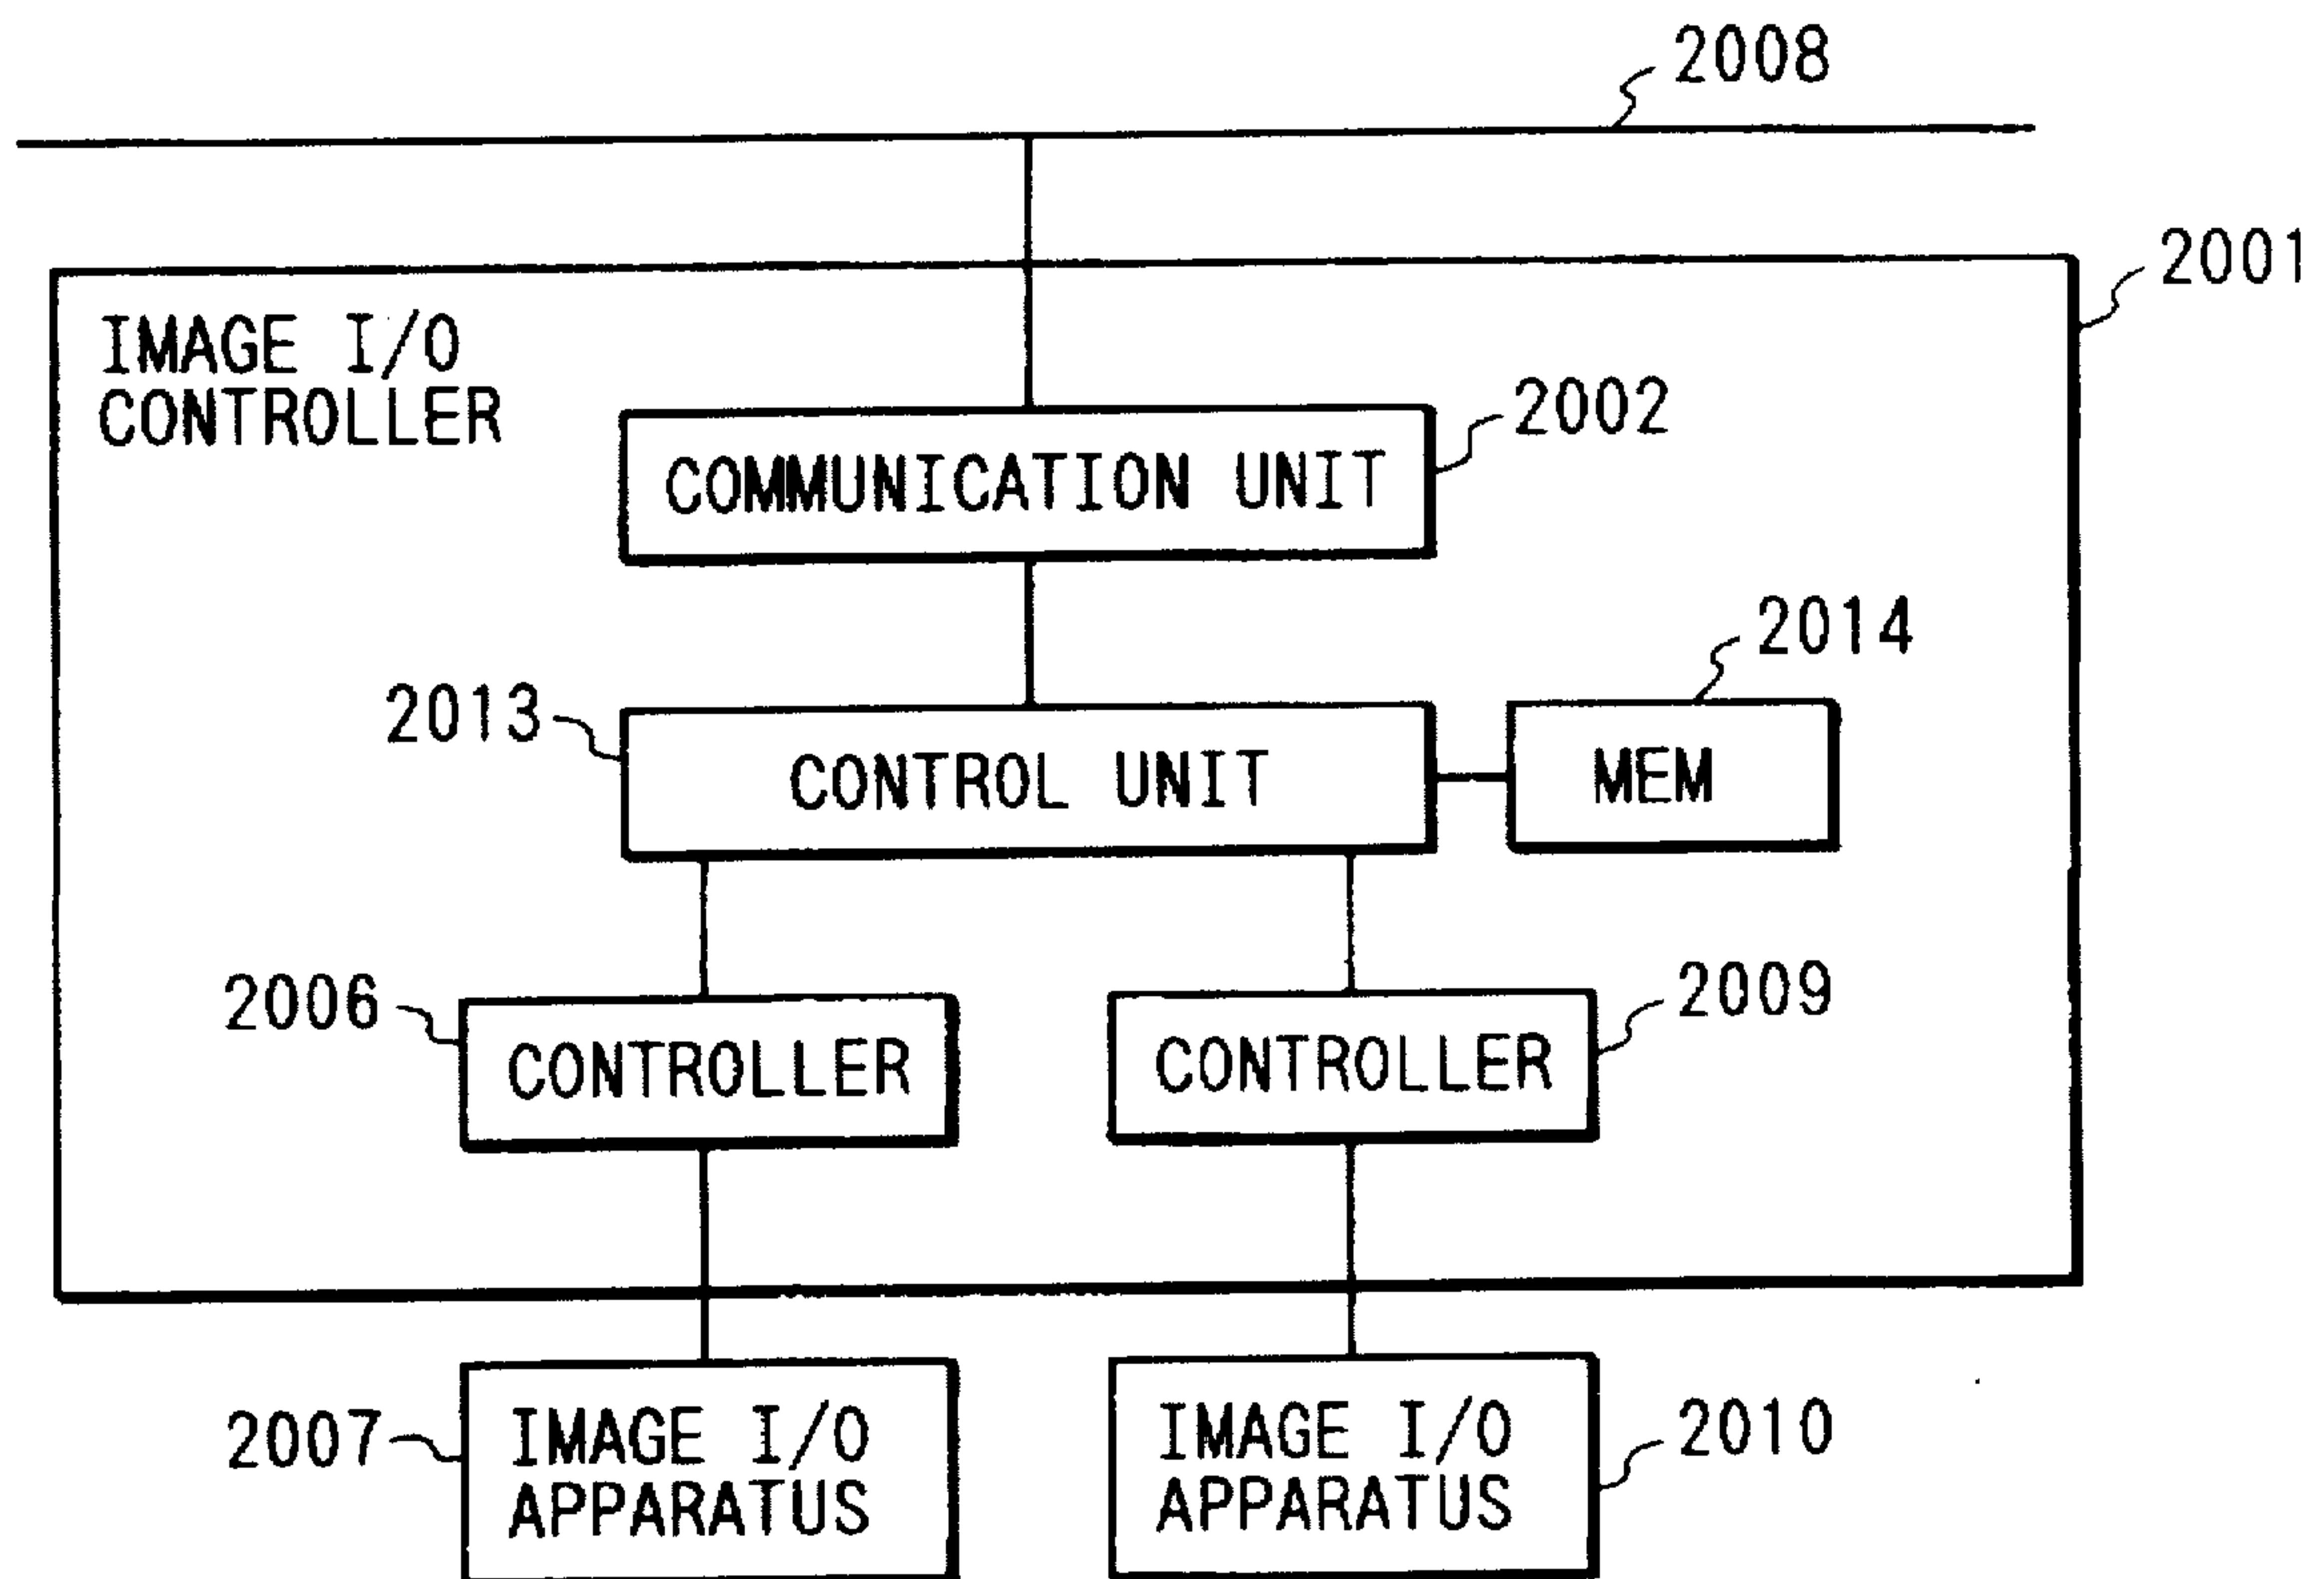 2008
2001
IMAGE I/O
CONTROLLER
2002
COMMUNICATION UNIT
2014
2013
CONTROL UNIT
MEM
2006
2009
CONTROLLER
CONTROLLER
2007
IMAGE I/O
APPARATUS
IMAGE I/O
APPARATUS
2010